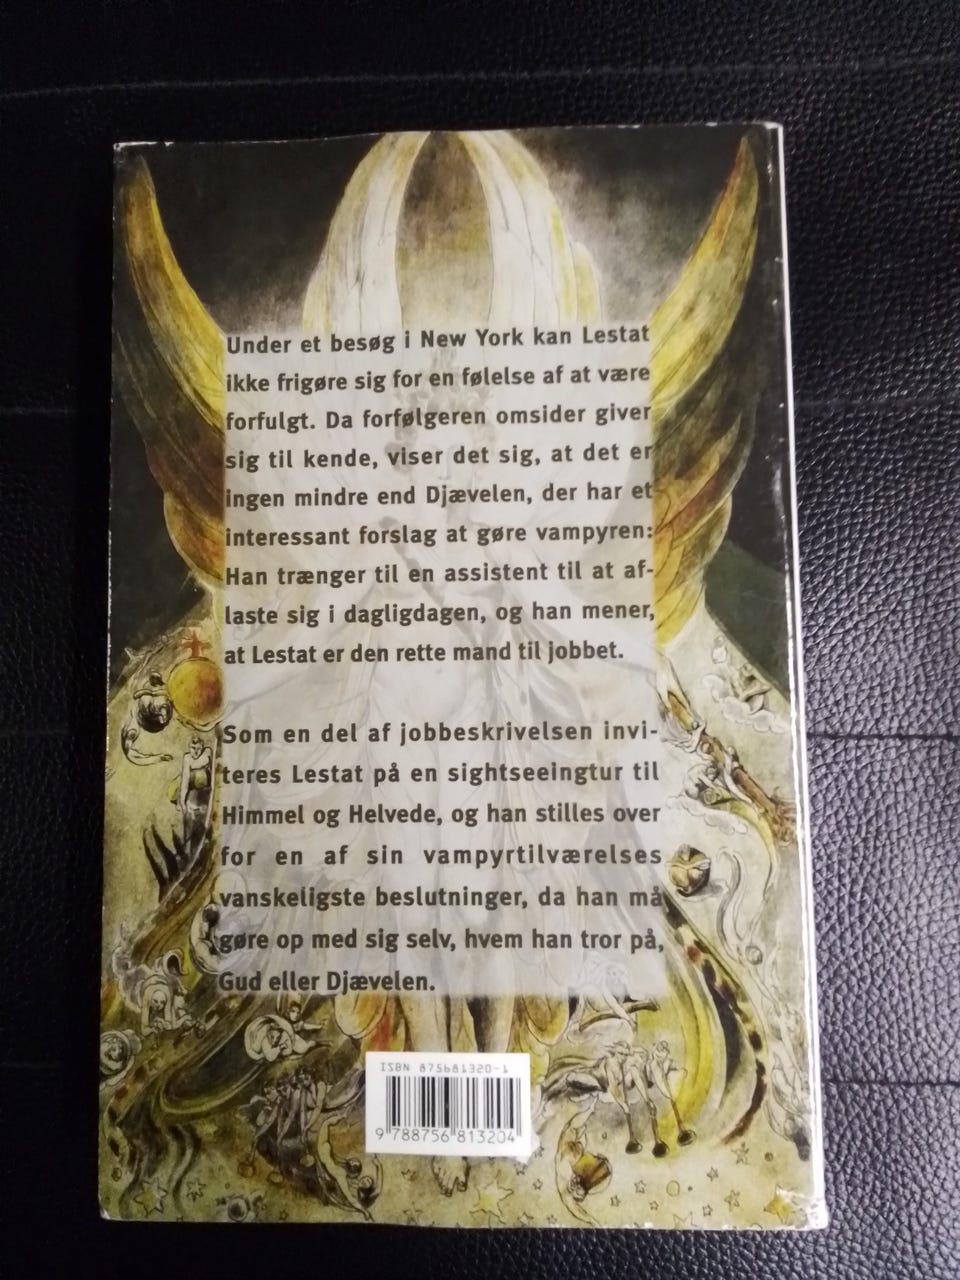 Under et besøg i New York kan Lestat
ikke frigøre sig for en følelse af at være
forfulgt. Da forfølgeren omsider giver
sig til kende, viser det sig, at det er
ingen mindre end Djævelen, der har et
interessant forslag at gøre vampyren:
Han trænger til en assistent til at af-
laste sig i dagligdagen, og han mener,
at Lestat er den rette mand til jobbet.
Som en del af jobbeskrivelsen invi-
teres Lestat på en sightseeingtur til
Himmel og Helvede, og han stilles over
for en af sin vampyrtilværelses
vanskeligste beslutninger, da han må
gøre op med sig selv, hvem han tror på,
Gud eller Djævelen.
ISBN 875681320-1
9 788756 813204